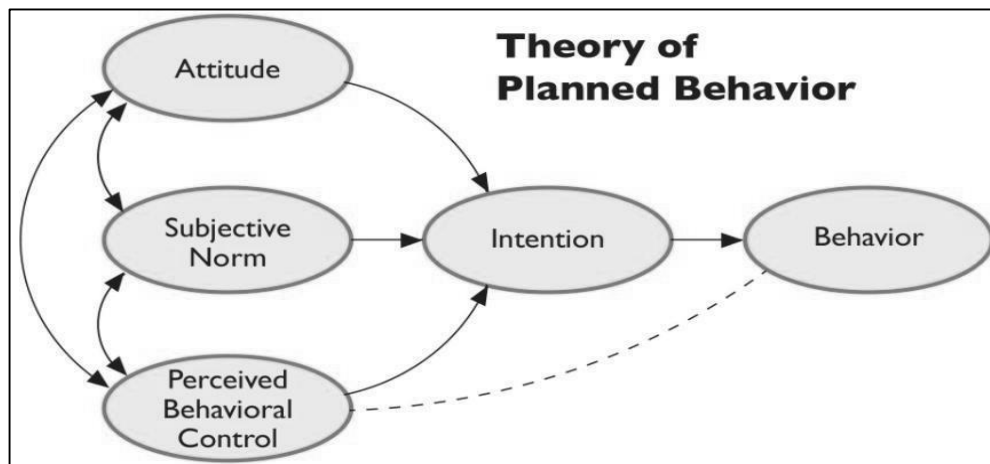 Theory of
Planned Behavior
Attitude
Subjective
Norm
Intention
Behavior
Perceived
Behavioral
Control